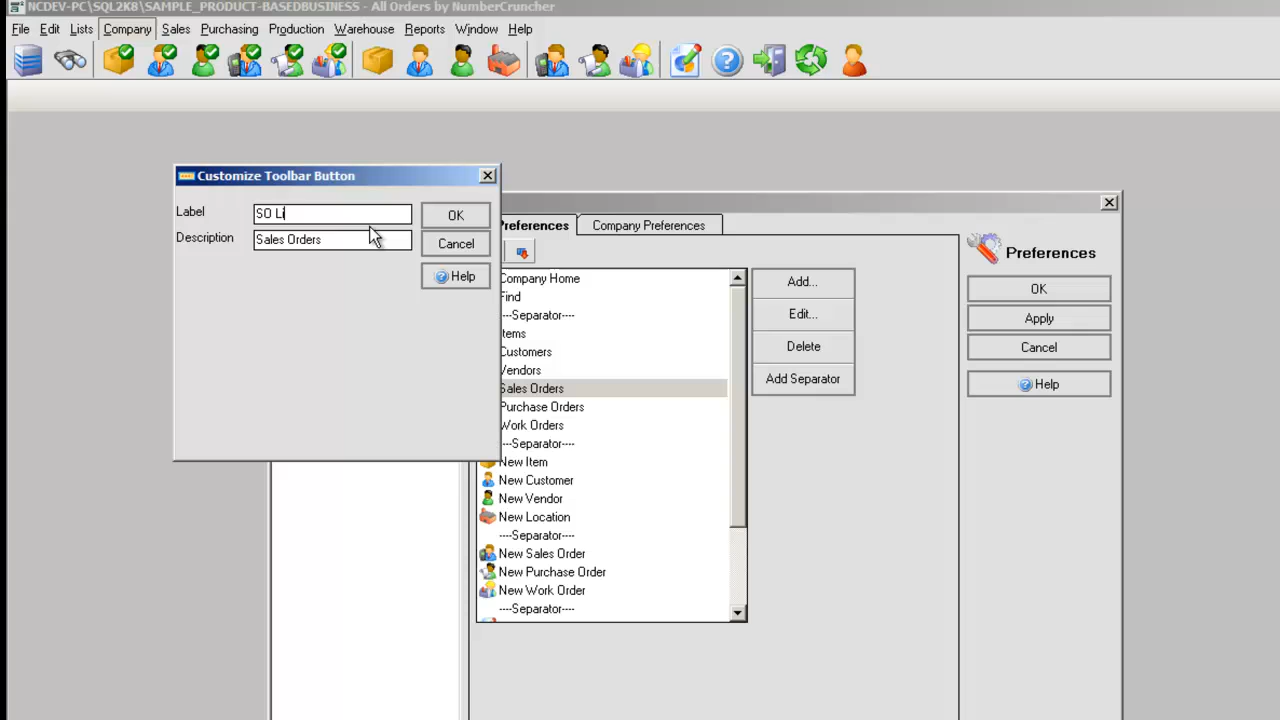 NCDEV-PC\SQL2K8\SAMPLE_PRODUCT-BASEDBUSINESS - All Orders by NumberCruncher
File Edit Lists Company Sales Purchasing Production Warehouse Reports Window Help
Customize Toolbar Button
Label SO Li OK
Description Sales Orders Cancel
Help
Preferences Company Preferences
Company Home
Find
----Separator----
Items
Customers
Vendors
Sales Orders
Purchase Orders
Work Orders
----Separator----
New Item
New Customer
New Vendor
New Location
----Separator----
New Sales Order
New Purchase Order
New Work Order
----Separator----
Add...
Edit...
Delete
Add Separator
Preferences
OK
Apply
Cancel
Help